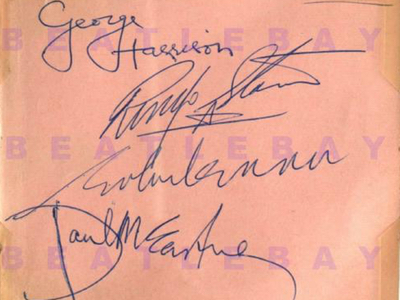 George
Harrison
BEATLEBAY
Ringo Starr
John Lennon
BEATLEBAY
Paul McCartney
BEATLEBAY